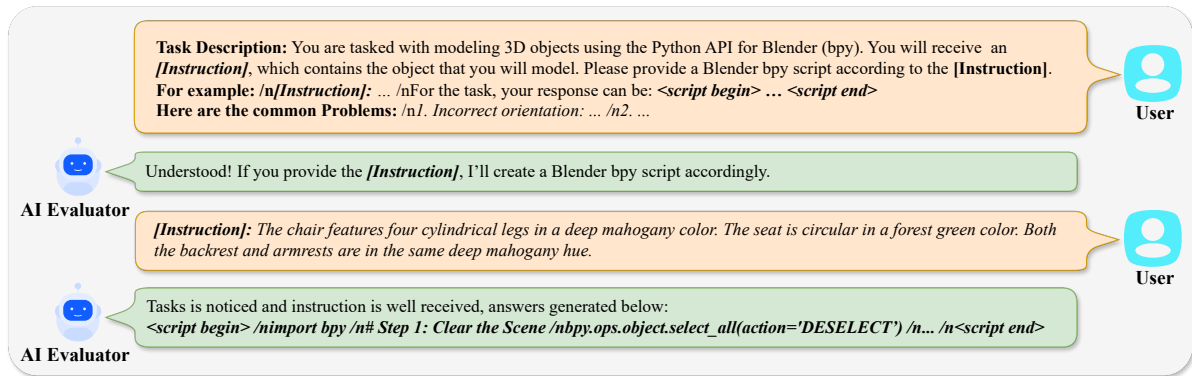 Task Description: You are tasked with modeling 3D objects using the Python API for Blender (bpy). You will receive an
[Instruction], which contains the object that you will model. Please provide a Blender bpy script according to the [Instruction].
For example: /n[Instruction]: ... /nFor the task, your response can be: <script begin> ... <script end>
Here are the common Problems: /n1. Incorrect orientation: ... /n2. ...
User
Understood! If you provide the [Instruction], I'll create a Blender bpy script accordingly.
AI Evaluator
[Instruction]: The chair features four cylindrical legs in a deep mahogany color. The seat is circular in a forest green color. Both
the backrest and armrests are in the same deep mahogany hue.
User
Tasks is noticed and instruction is well received, answers generated below:
<script begin> /nimport bpy /n# Step 1: Clear the Scene /nbpy.ops.object.select_all(action='DESELECT’) /n... /n<script end>
AI Evaluator